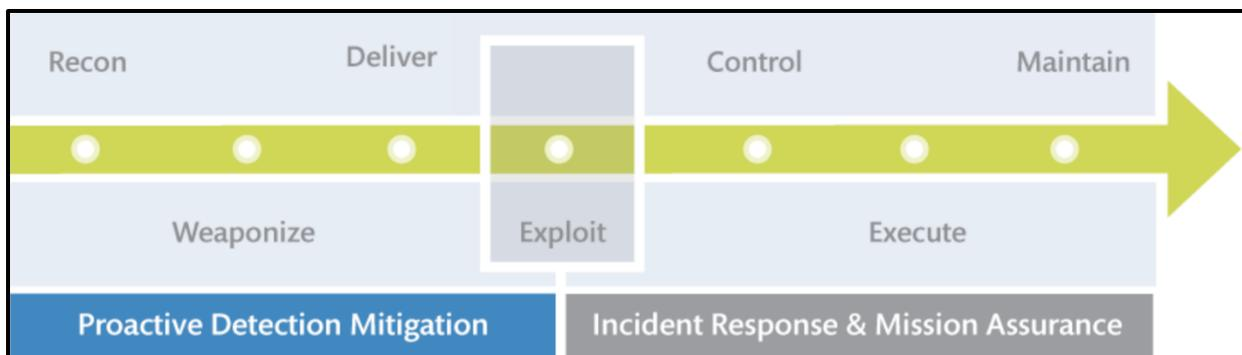 Recon
Deliver
Control
Maintain
Weaponize
Exploit
Execute
Proactive Detection Mitigation
Incident Response & Mission Assurance